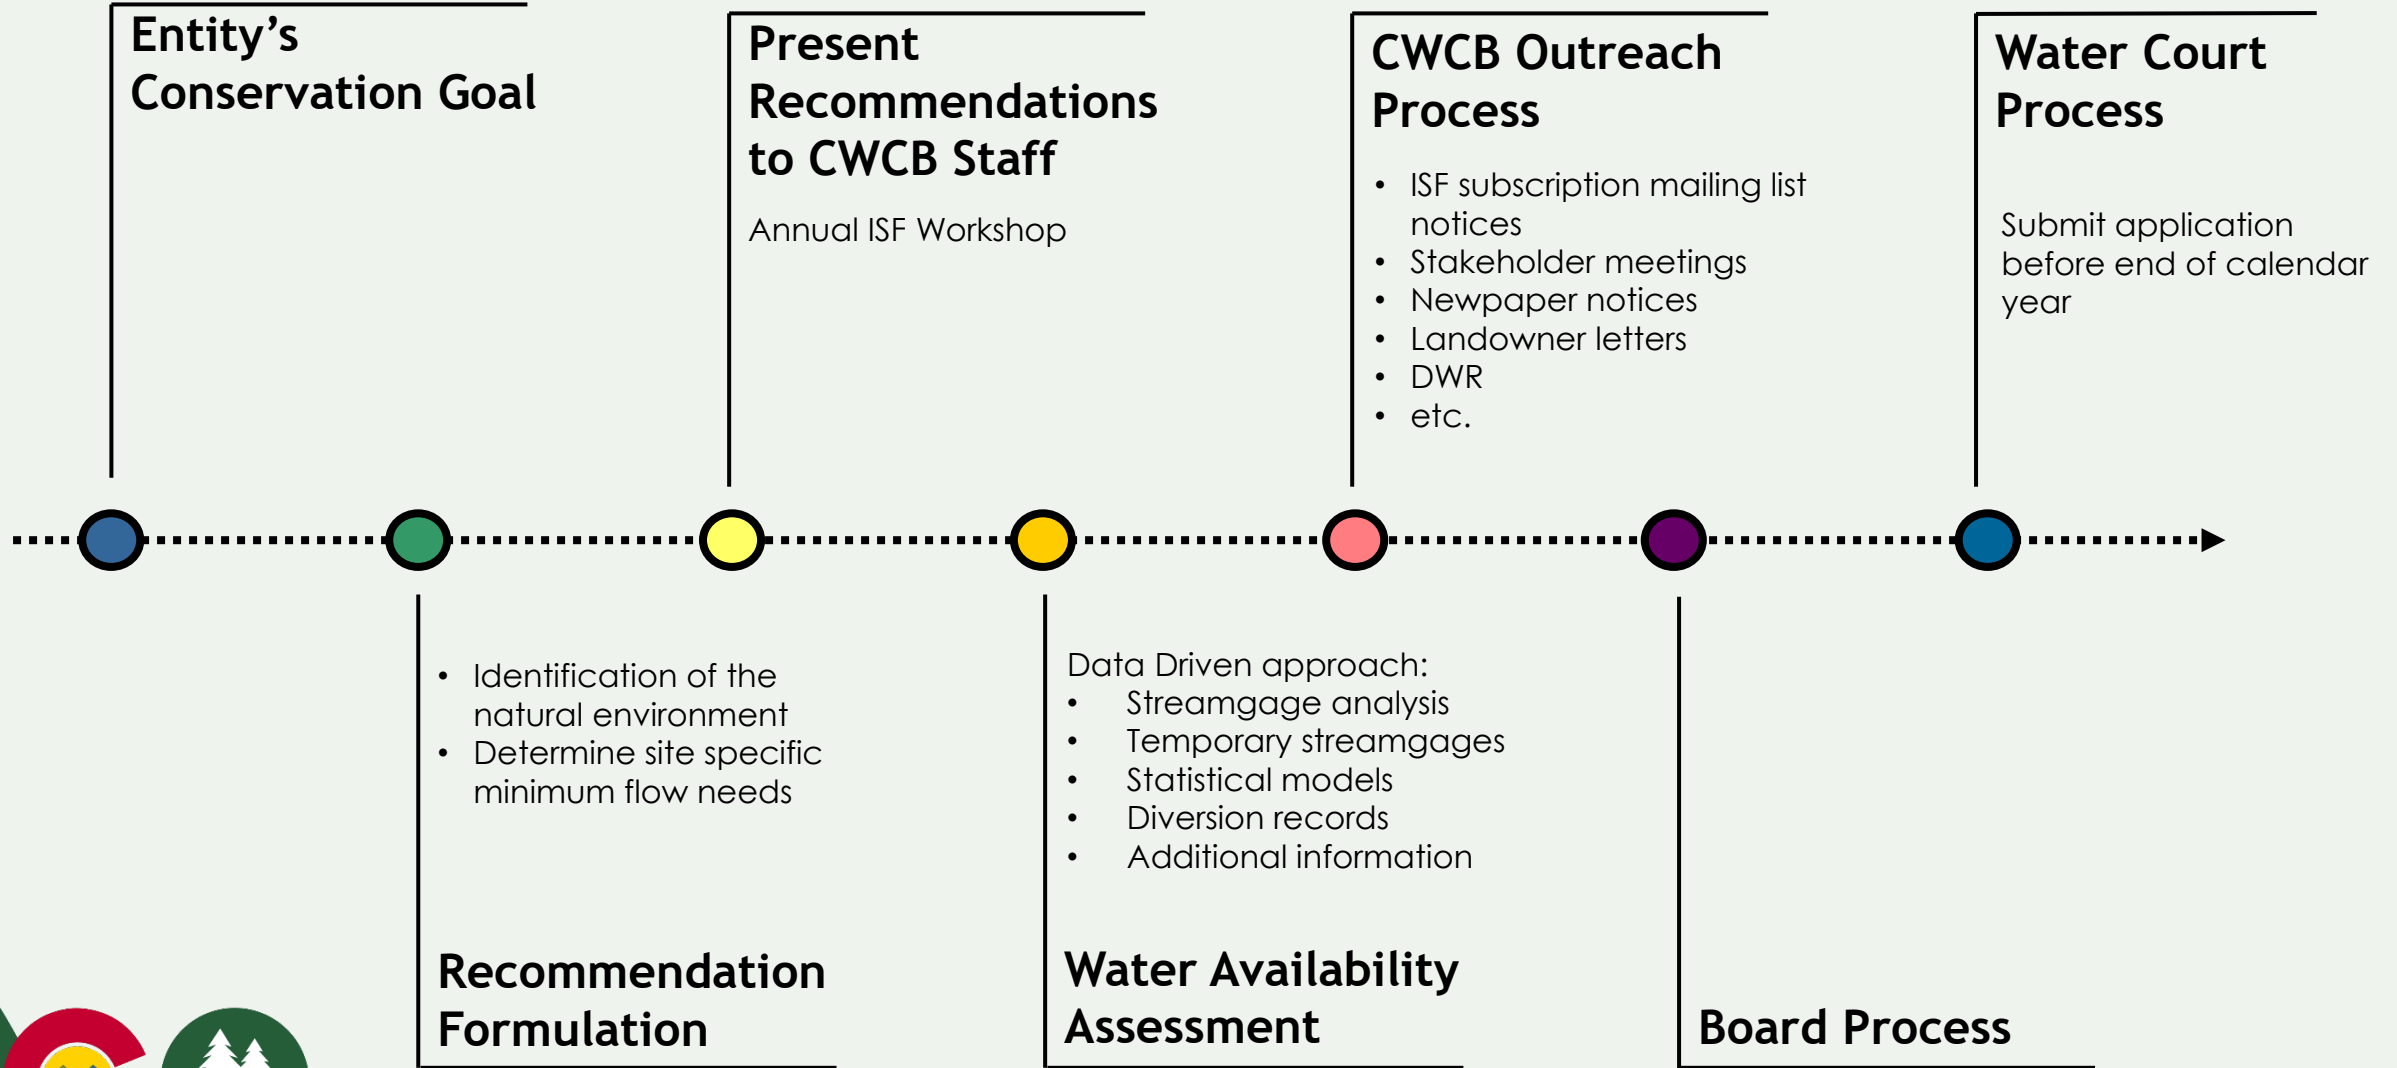 Entity’s
Conservation Goal
Present
Recommendations
to CWCB Staff
Annual ISF Workshop
CWCB Outreach
Process
• ISF subscription mailing list
notices
• Stakeholder meetings
• Newpaper notices
• Landowner letters
• DWR
• etc.
Water Court
Process
Submit application
before end of calendar
year
• Identification of the
natural environment
• Determine site specific
minimum flow needs
Recommendation
Formulation
Data Driven approach:
• Streamgage analysis
• Temporary streamgages
• Statistical models
• Diversion records
• Additional information
Water Availability
Assessment
Board Process